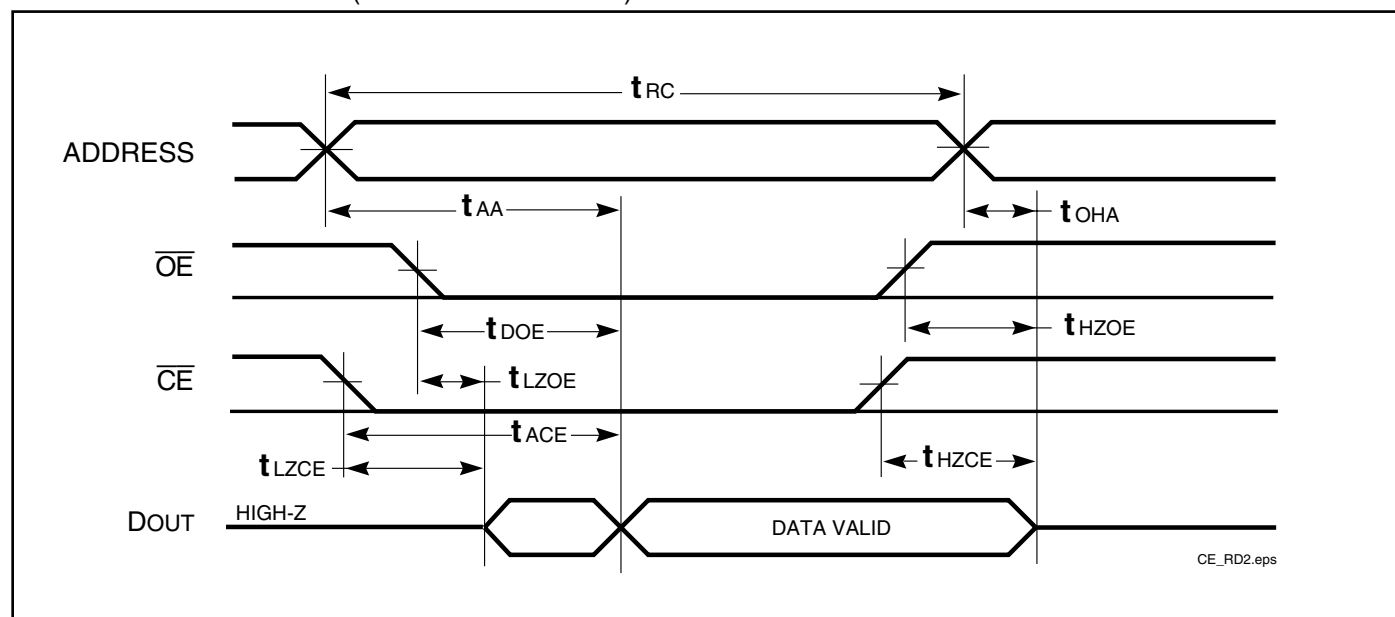 tRC
ADDRESS
tAA
tOHA
OE
tDOE
tHZOE
CE
tLZOE
tACE
tLZCE
tHZCE
DOUT
HIGH-Z
DATA VALID
CE_RD2.eps